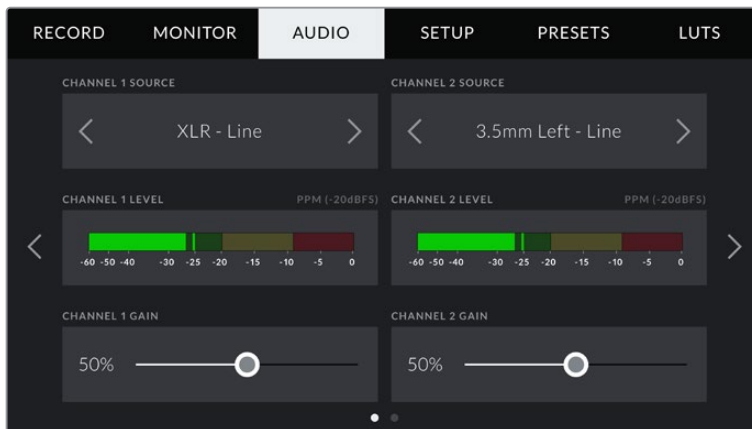 RECORD MONITOR AUDIO SETUP PRESETS LUTS
CHANNEL 1 SOURCE CHANNEL 2 SOURCE
XLR - Line 3.5mm Left - Line
CHANNEL 1 LEVEL PPM (-20dBFS) CHANNEL 2 LEVEL PPM (-20dBFS)
-60 -50 -40 -30 -25 -20 -15 -10 -5 0 -60 -50 -40 -30 -25 -20 -15 -10 -5 0
CHANNEL 1 GAIN CHANNEL 2 GAIN
50% 50%